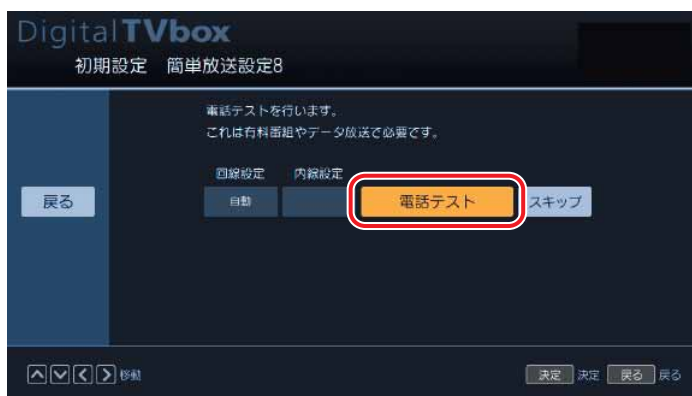 DigitalTVbox
初期設定 簡単放送設定8
電話テストを行います。
これは有料番組やデータ放送で必要です。
回線設定 内線設定
戻る 自動 電話テスト スキップ
移動 決定 決定 戻る 戻る